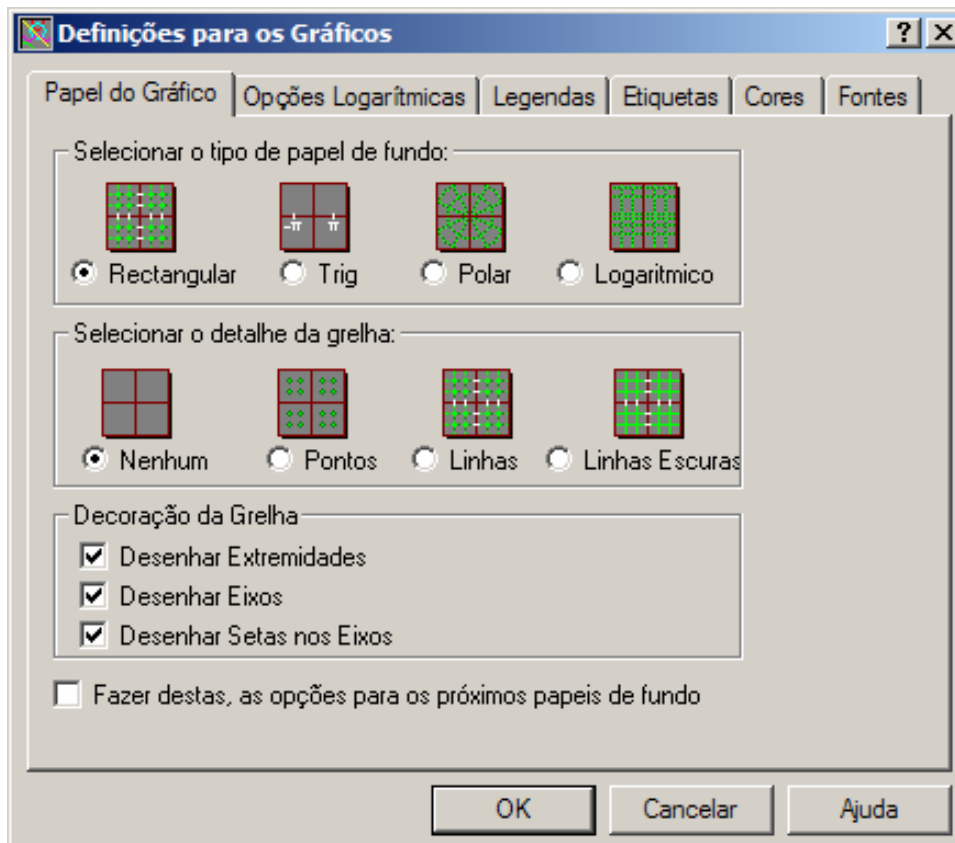 Definições para os Gráficos
Papel do Gráfico Opções Logarítmicas Legendas Etiquetas Cores Fontes
Selecionar o tipo de papel de fundo:
-π π
Rectangular Trig Polar Logaritmico
Selecionar o detalhe da grelha:
Nenhum Pontos Linhas Linhas Escuras
Decoração da Grelha
Desenhar Extremidades
Desenhar Eixos
Desenhar Setas nos Eixos
Fazer destas, as opções para os próximos papeis de fundo
OK Cancelar Ajuda